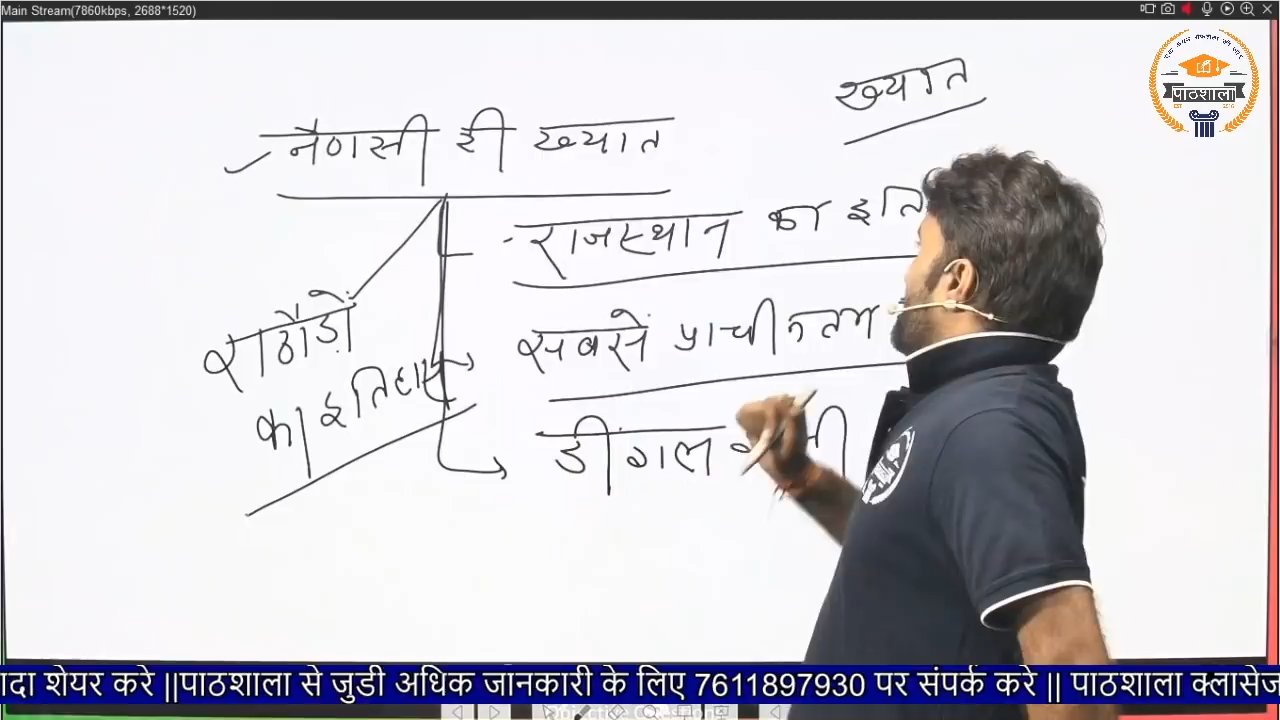 Main Stream(7860kbps, 2688*1520)
ख्यात
नैणसी री ख्यात
राजस्थान का इति
सबसे प्राचीनतम
डींगल
राठौड़ों
का इतिहास
पाठशाला
ादा शेयर करे ||पाठशाला से जुडी अधिक जानकारी के लिए 7611897930 पर संपर्क करे || पाठशाला क्लासेज